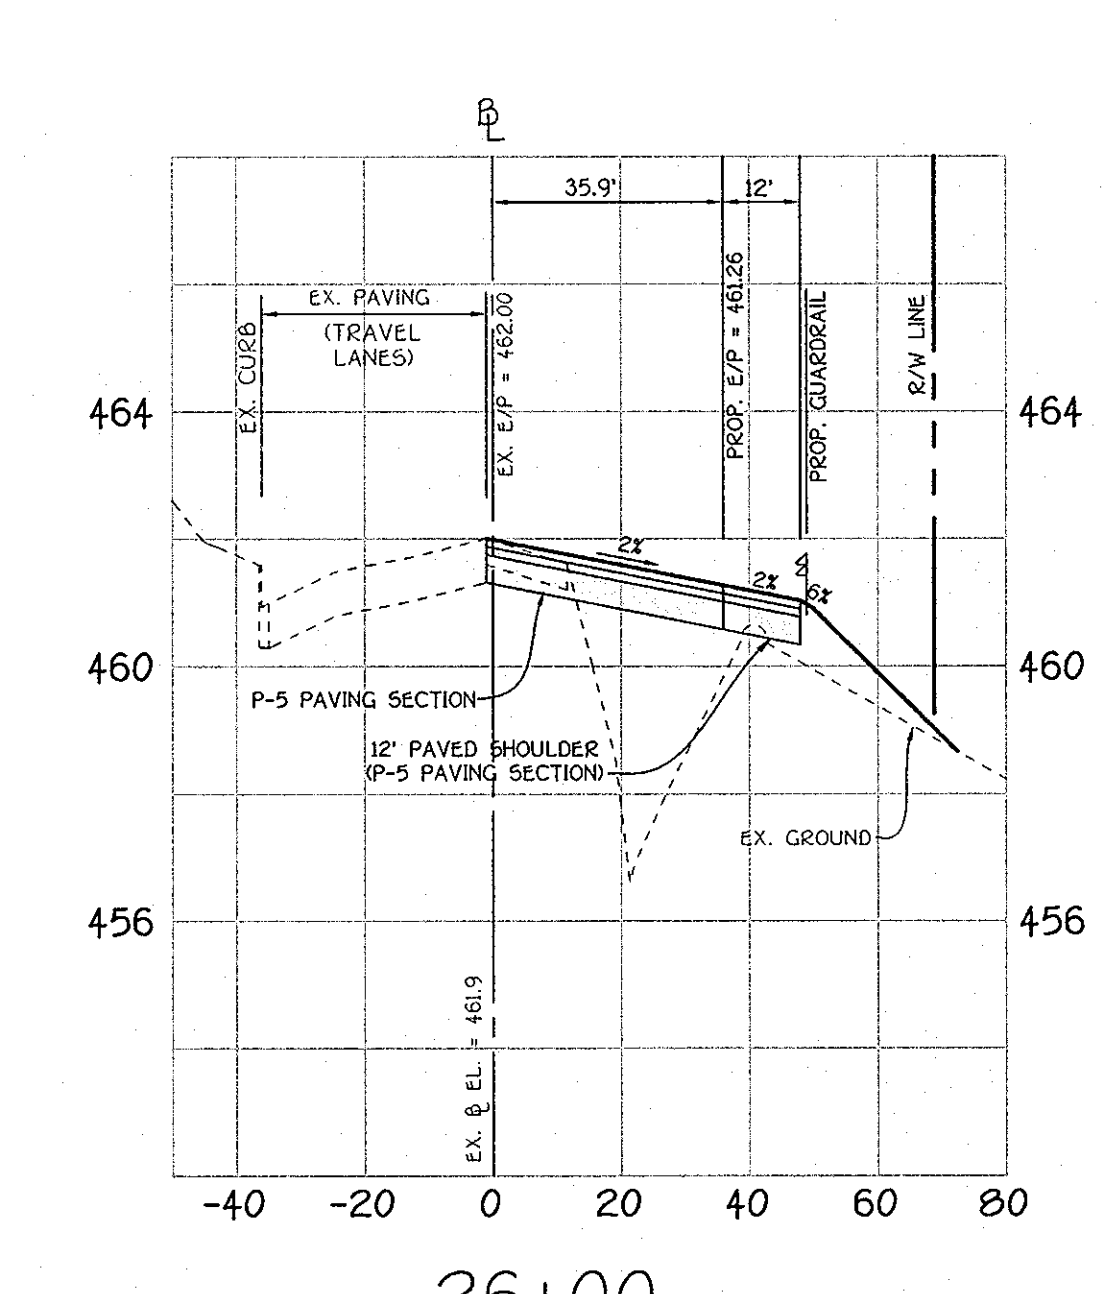 BL
35.9' 12'
EX. PAVING
(TRAVEL
LANES)
EX. CURB
EX. E/P = 462.00
PROP. E/P = 461.26
PROP. GUARDRAIL
R/W LINE
464 464
2%
2%
6%
460 460
P-5 PAVING SECTION
12' PAVED SHOULDER
(P-5 PAVING SECTION)
EX. GROUND
456 456
EX. BL EL. = 461.9
-40 -20 0 20 40 60 80
26+00